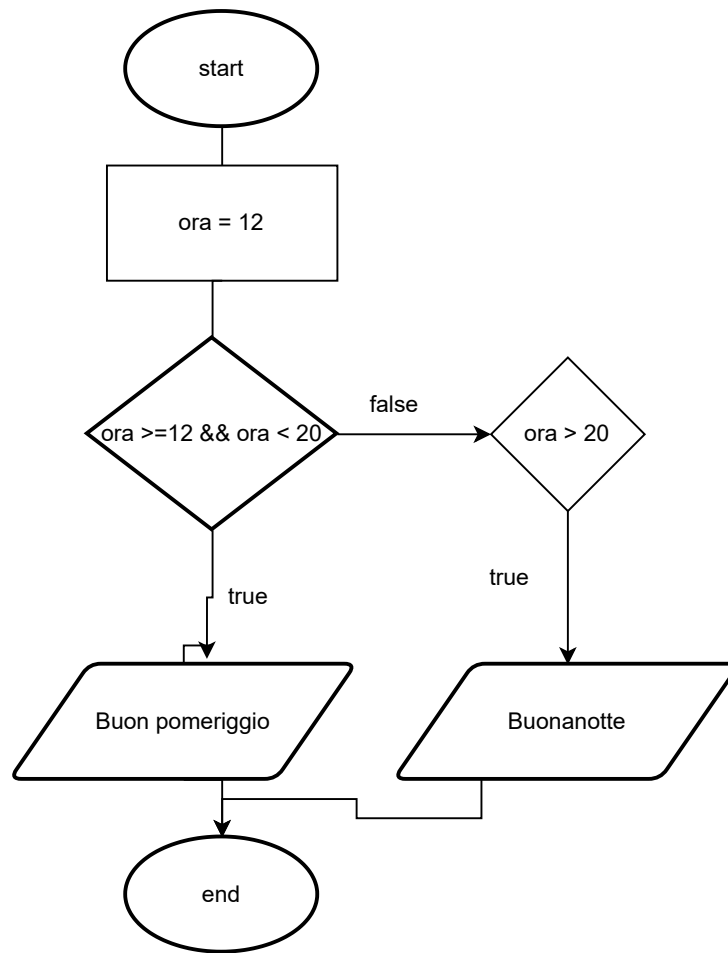 start
ora = 12
ora >=12 && ora < 20
false
ora > 20
true
true
Buon pomeriggio
Buonanotte
end